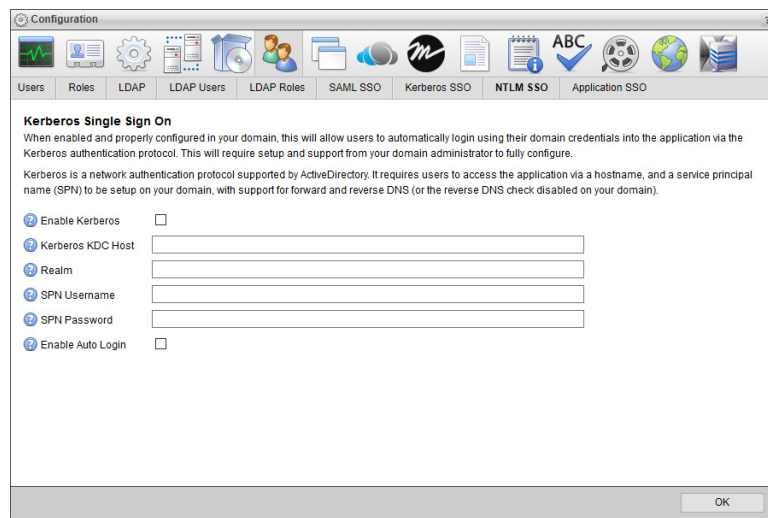 Configuration
ABC
Users Roles LDAP LDAP Users LDAP Roles SAML SSO Kerberos SSO NTLM SSO Application SSO
Kerberos Single Sign On
When enabled and properly configured in your domain, this will allow users to automatically login using their domain credentials into the application via the
Kerberos authentication protocol. This will require setup and support from your domain administrator to fully configure.
Kerberos is a network authentication protocol supported by ActiveDirectory. It requires users to access the application via a hostname, and a service principal
name (SPN) to be setup on your domain, with support for forward and reverse DNS (or the reverse DNS check disabled on your domain).
? Enable Kerberos
? Kerberos KDC Host
? Realm
? SPN Username
? SPN Password
? Enable Auto Login
OK